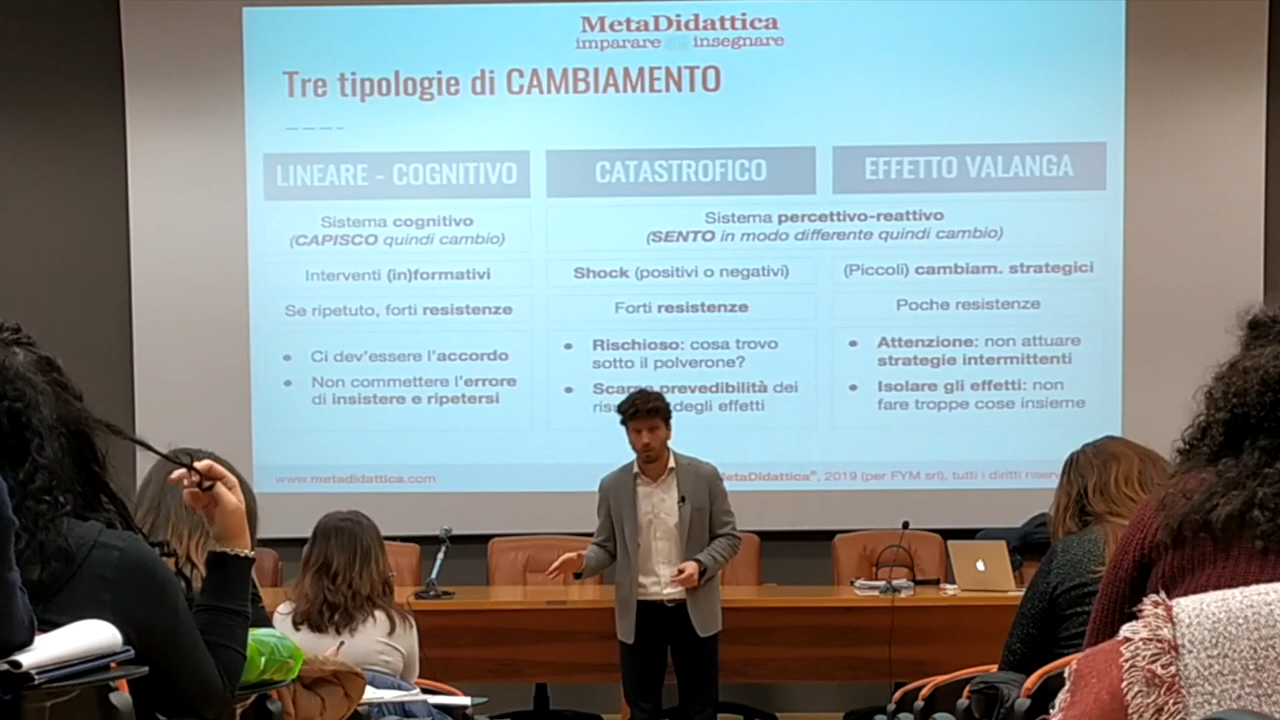 MetaDidattica
imparare insegnare
Tre tipologie di CAMBIAMENTO
LINEARE - COGNITIVO
CATASTROFICO
EFFETTO VALANGA
Sistema cognitivo
(CAPISCO quindi cambio)
Sistema percettivo-reattivo
(SENTO in modo differente quindi cambio)
Interventi (in)formativi
Shock (positivi o negativi)
(Piccoli) cambiam. strategici
Se ripetuto, forti resistenze
Forti resistenze
Poche resistenze
• Ci dev'essere l'accordo
• Non commettere l'errore
di insistere e ripetersi
• Rischioso: cosa trovo
sotto il polverone?
• prevedibilità dei
degli effetti
• Attenzione: non attuare
strategie intermittenti
• Isolare gli effetti: non
fare troppe cose insieme
www.metadidattica.com
MetaDidattica®, 2019 (per FYM srl), tutti i diritti